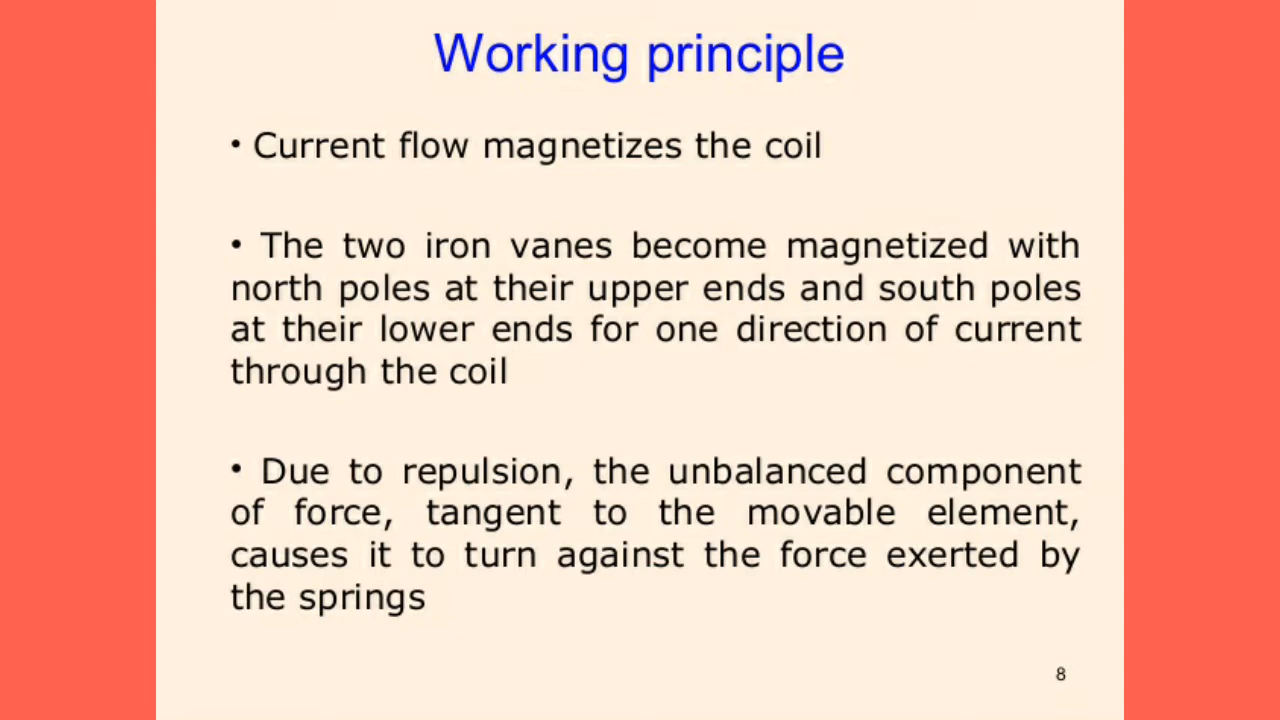 Working principle
• Current flow magnetizes the coil
• The two iron vanes become magnetized with
north poles at their upper ends and south poles
at their lower ends for one direction of current
through the coil
• Due to repulsion, the unbalanced component
of force, tangent to the movable element,
causes it to turn against the force exerted by
the springs
8